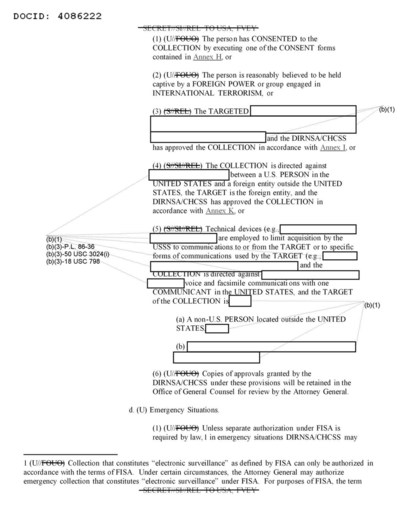 DOCID: 4086222
SECRET//SI//REL TO USA, FVEY
(1) (U//FOUO) The person has CONSENTED to the
COLLECTION by executing one of the CONSENT forms
contained in Annex H, or
(2) (U//FOUO) The person is reasonably believed to be held
captive by a FOREIGN POWER or group engaged in
INTERNATIONAL TERRORISM, or
(3) (S//REL) The TARGETED
(b)(1)
and the DIRNSA/CHCSS
has approved the COLLECTION in accordance with Annex I, or
(4) (S//SI//REL) The COLLECTION is directed against
between a U.S. PERSON in the
UNITED STATES and a foreign entity outside the UNITED
STATES, the TARGET is the foreign entity, and the
DIRNSA/CHCSS has approved the COLLECTION in
accordance with Annex K, or
(5) (S//SI//REL) Technical devices (e.g.,
are employed to limit acquisition by the
USSS to communications to or from the TARGET or to specific
forms of communications used by the TARGET (e.g.,
and the
COLLECTION is directed against
voice and facsimile communications with one
COMMUNICANT in the UNITED STATES, and the TARGET
of the COLLECTION is
(b)(1)
(b)(3)-P.L. 86-36
(b)(3)-50 USC 3024(i)
(b)(3)-18 USC 798
(b)(1)
(a) A non-U.S. PERSON located outside the UNITED
STATES
(b)
(6) (U//FOUO) Copies of approvals granted by the
DIRNSA/CHCSS under these provisions will be retained in the
Office of General Counsel for review by the Attorney General.
d. (U) Emergency Situations.
(1) (U//FOUO) Unless separate authorization under FISA is
required by law,1 in emergency situations DIRNSA/CHCSS may
1 (U//FOUO) Collection that constitutes "electronic surveillance" as defined by FISA can only be authorized in
accordance with the terms of FISA. Under certain circumstances, the Attorney General may authorize
emergency collection that constitutes "electronic surveillance" under FISA. For purposes of FISA, the term
SECRET//SI//REL TO USA, FVEY